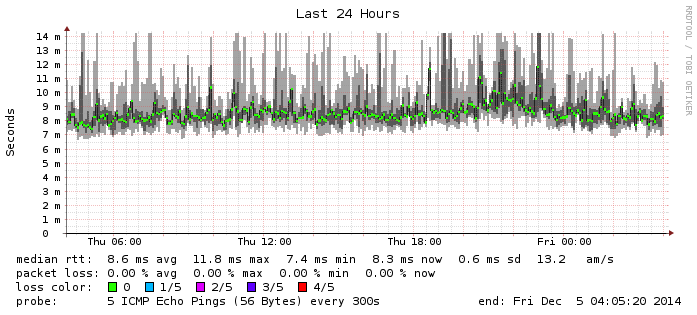 Last 24 Hours
RRDTOOL / TOBI OETIKER
Seconds
14 m
13 m
12 m
11 m
10 m
9 m
8 m
7 m
6 m
5 m
4 m
3 m
2 m
1 m
0
Thu 06:00 Thu 12:00 Thu 18:00 Fri 00:00
median rtt: 8.6 ms avg 11.8 ms max 7.4 ms min 8.3 ms now 0.6 ms sd 13.2 am/s
packet loss: 0.00 % avg 0.00 % max 0.00 % min 0.00 % now
loss color: 0 1/5 2/5 3/5 4/5
probe: 5 ICMP Echo Pings (56 Bytes) every 300s end: Fri Dec 5 04:05:20 2014